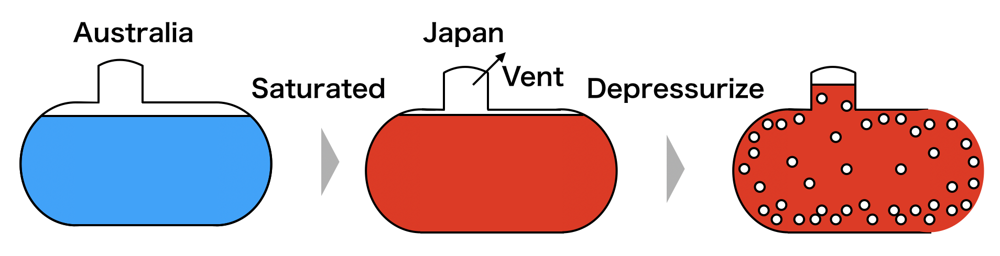 Australia
Japan
Saturated
Vent
Depressurize